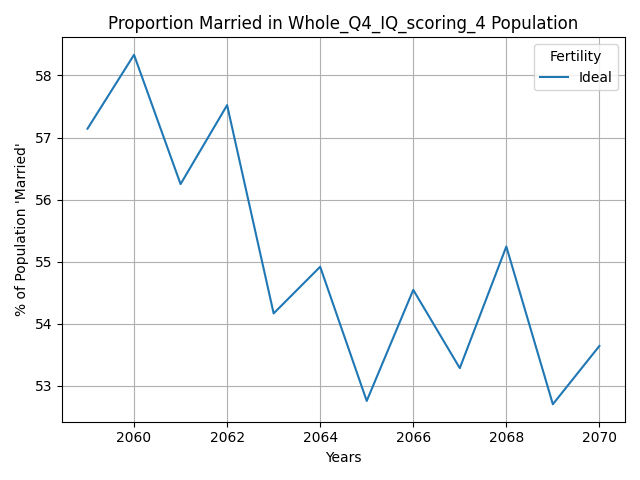 Proportion Married in Whole_Q4_IQ_scoring_4 Population
Fertility
Ideal
% of Population 'Married'
58
57
56
55
54
53
2060
2062
2064
2066
2068
2070
Years